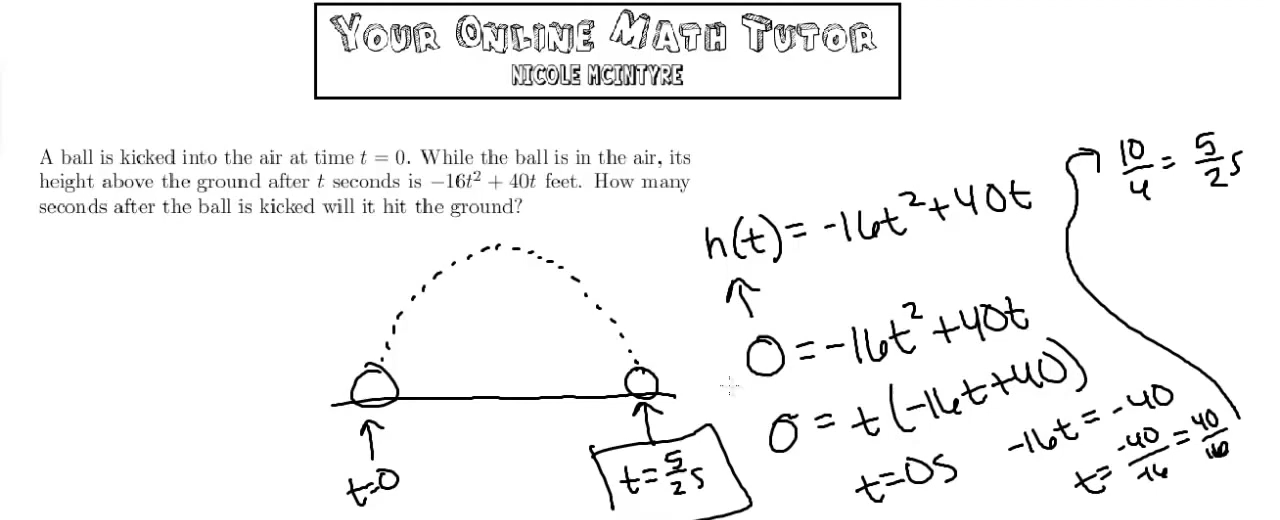 YOUR ONLINE MATH TUTOR
NICOLE MCINTYRE
A ball is kicked into the air at time t = 0. While the ball is in the air, its
height above the ground after t seconds is −16t² + 40t feet. How many
seconds after the ball is kicked will it hit the ground?
h(t) = -16t² + 40t
0 = -16t² + 40t
0 = t(-16t + 40)
t=0s
-16t = -40
t = -40/-16 = 40/16
10/4 = 5/2 s
t=0
t = 5/2 s